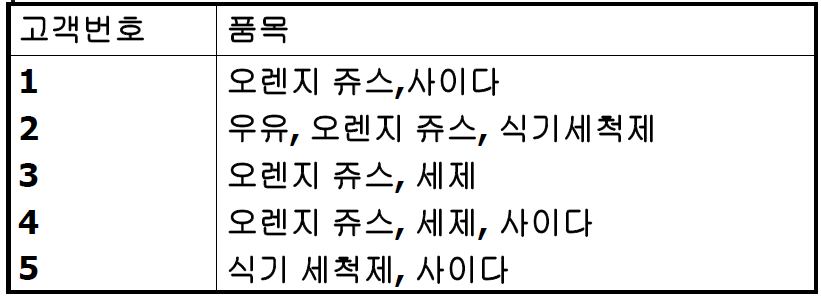 고객번호 품목
1 오렌지 쥬스,사이다
2 우유, 오렌지 쥬스, 식기세척제
3 오렌지 쥬스, 세제
4 오렌지 쥬스, 세제, 사이다
5 식기 세척제, 사이다